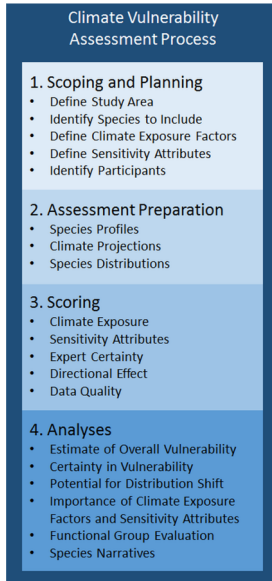 Climate Vulnerability
Assessment Process
1. Scoping and Planning
• Define Study Area
• Identify Species to Include
• Define Climate Exposure Factors
• Define Sensitivity Attributes
• Identify Participants
2. Assessment Preparation
• Species Profiles
• Climate Projections
• Species Distributions
3. Scoring
• Climate Exposure
• Sensitivity Attributes
• Expert Certainty
• Directional Effect
• Data Quality
4. Analyses
• Estimate of Overall Vulnerability
• Certainty in Vulnerability
• Potential for Distribution Shift
• Importance of Climate Exposure
Factors and Sensitivity Attributes
• Functional Group Evaluation
• Species Narratives